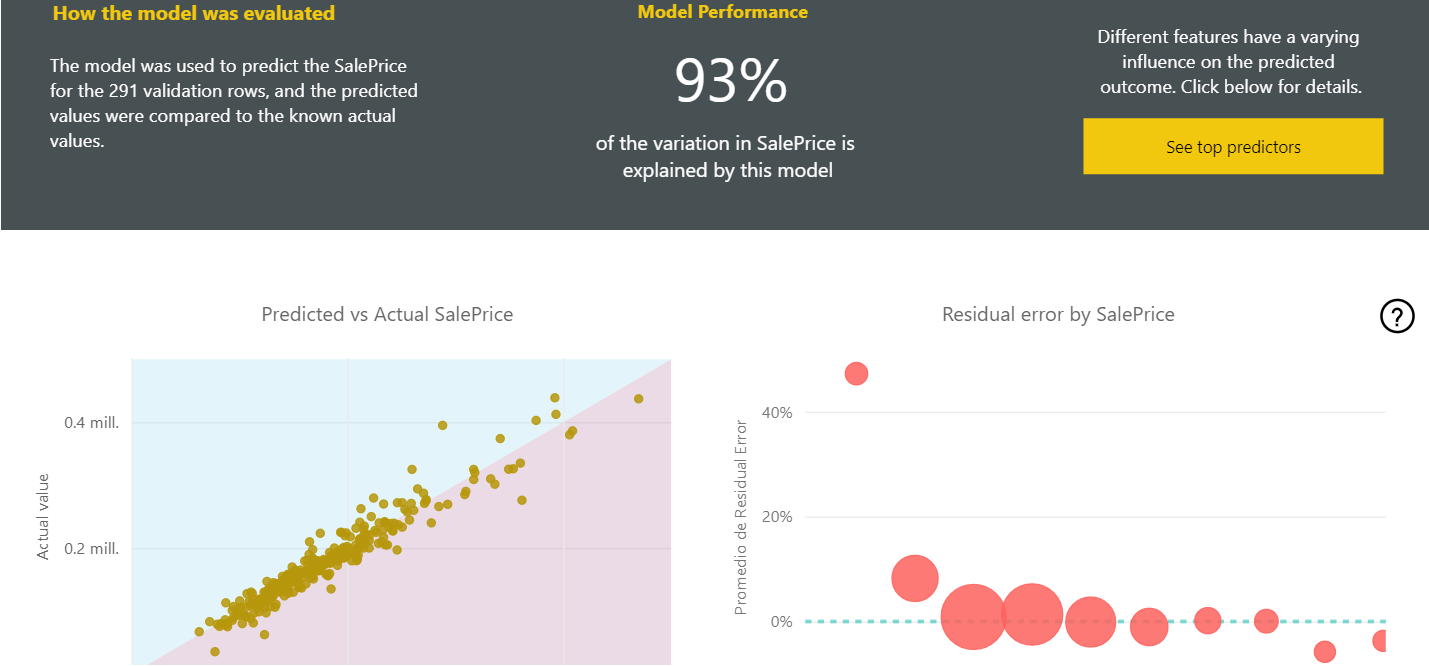 How the model was evaluated
The model was used to predict the SalePrice
for the 291 validation rows, and the predicted
values were compared to the known actual
values.
Model Performance
93%
of the variation in SalePrice is
explained by this model
Different features have a varying
influence on the predicted
outcome. Click below for details.
See top predictors
Predicted vs Actual SalePrice
Actual value
0.4 mill.
0.2 mill.
Residual error by SalePrice
?
Promedio de Residual Error
40%
20%
0%